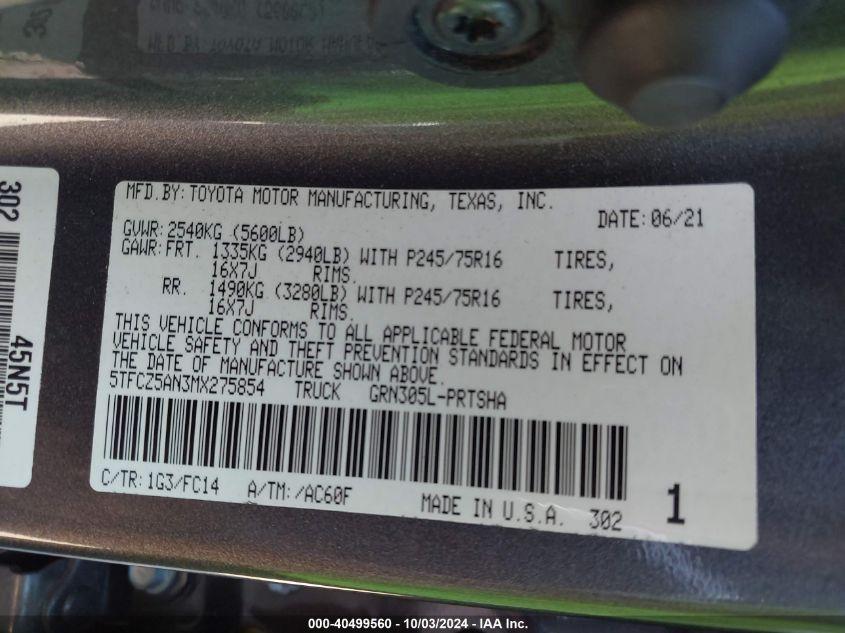 MFD.BY: TOYOTA MOTOR MANUFACTURING, TEXAS, INC.
DATE: 06/21
GVWR: 2540KG (5600LB)
GAWR: FRT. 1335KG (2940LB) WITH P245/75R16 TIRES,
16X7J RIMS.
RR. 1490KG (3280LB) WITH P245/75R16 TIRES,
16X7J RIMS.
THIS VEHICLE CONFORMS TO ALL APPLICABLE FEDERAL MOTOR
VEHICLE SAFETY AND THEFT PREVENTION STANDARDS IN EFFECT ON
THE DATE OF MANUFACTURE SHOWN ABOVE.
5TFCZ5AN3MX275854 TRUCK GRN305L-PRTSHA
C/TR: 1G3/FC14 A/TM: /AC60F MADE IN U.S.A. 302 1
302
45N5T
000-40499560 - 10/03/2024 - IAA Inc.